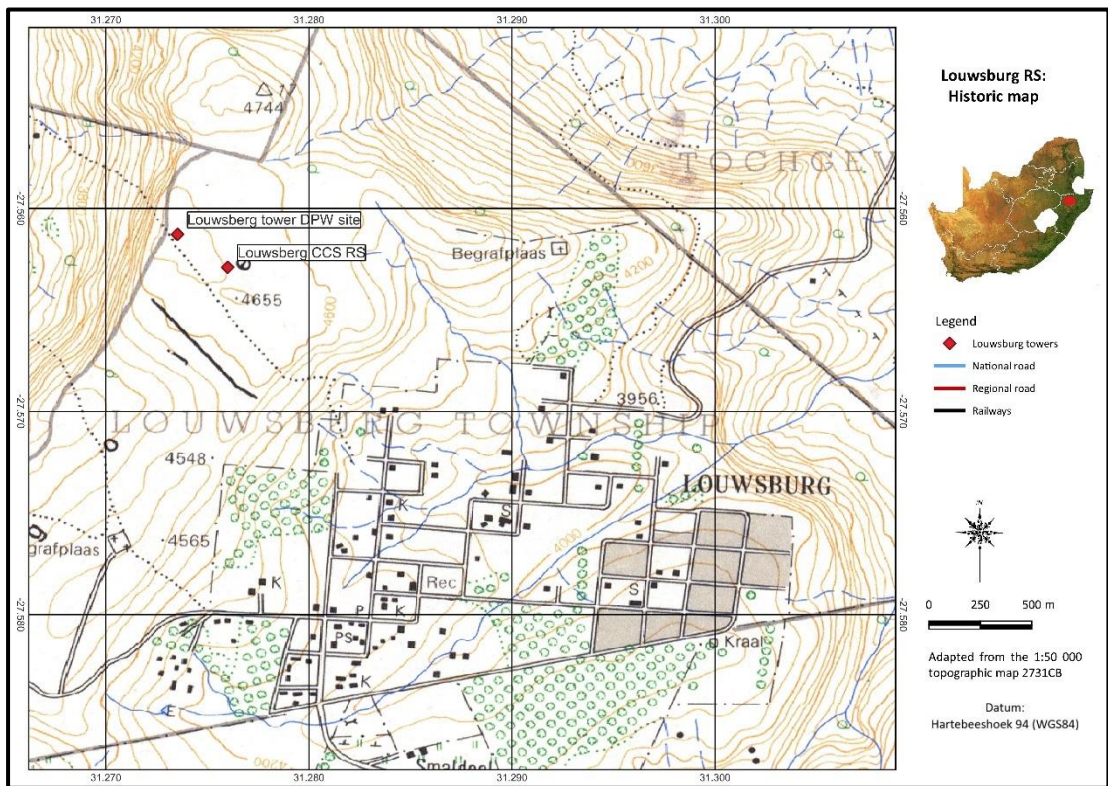 31.270
31.280
31.290
31.300
-27.560
-27.570
-27.580
4744
Louwsberg tower DPW site
Louwsberg CCS RS
4655
TOCHGEV
3600
Begrafplaas
4200
4600
3956
LOUWSBURG TOWNSHIP
4548
LOUWSBURG
4565
grafplaas
g
o
K
S
4000
Rec
K
P
K
S
PS
Kraal
K
E
4200
Smaldeel
-27.560
-27.570
-27.580
31.270
31.280
31.290
31.300
Louwsburg RS:
Historic map
Legend
Louwsburg towers
National road
Regional road
Railways
N
0 250 500 m
Adapted from the 1:50 000
topographic map 2731CB
Datum:
Hartebeeshoek 94 (WGS84)